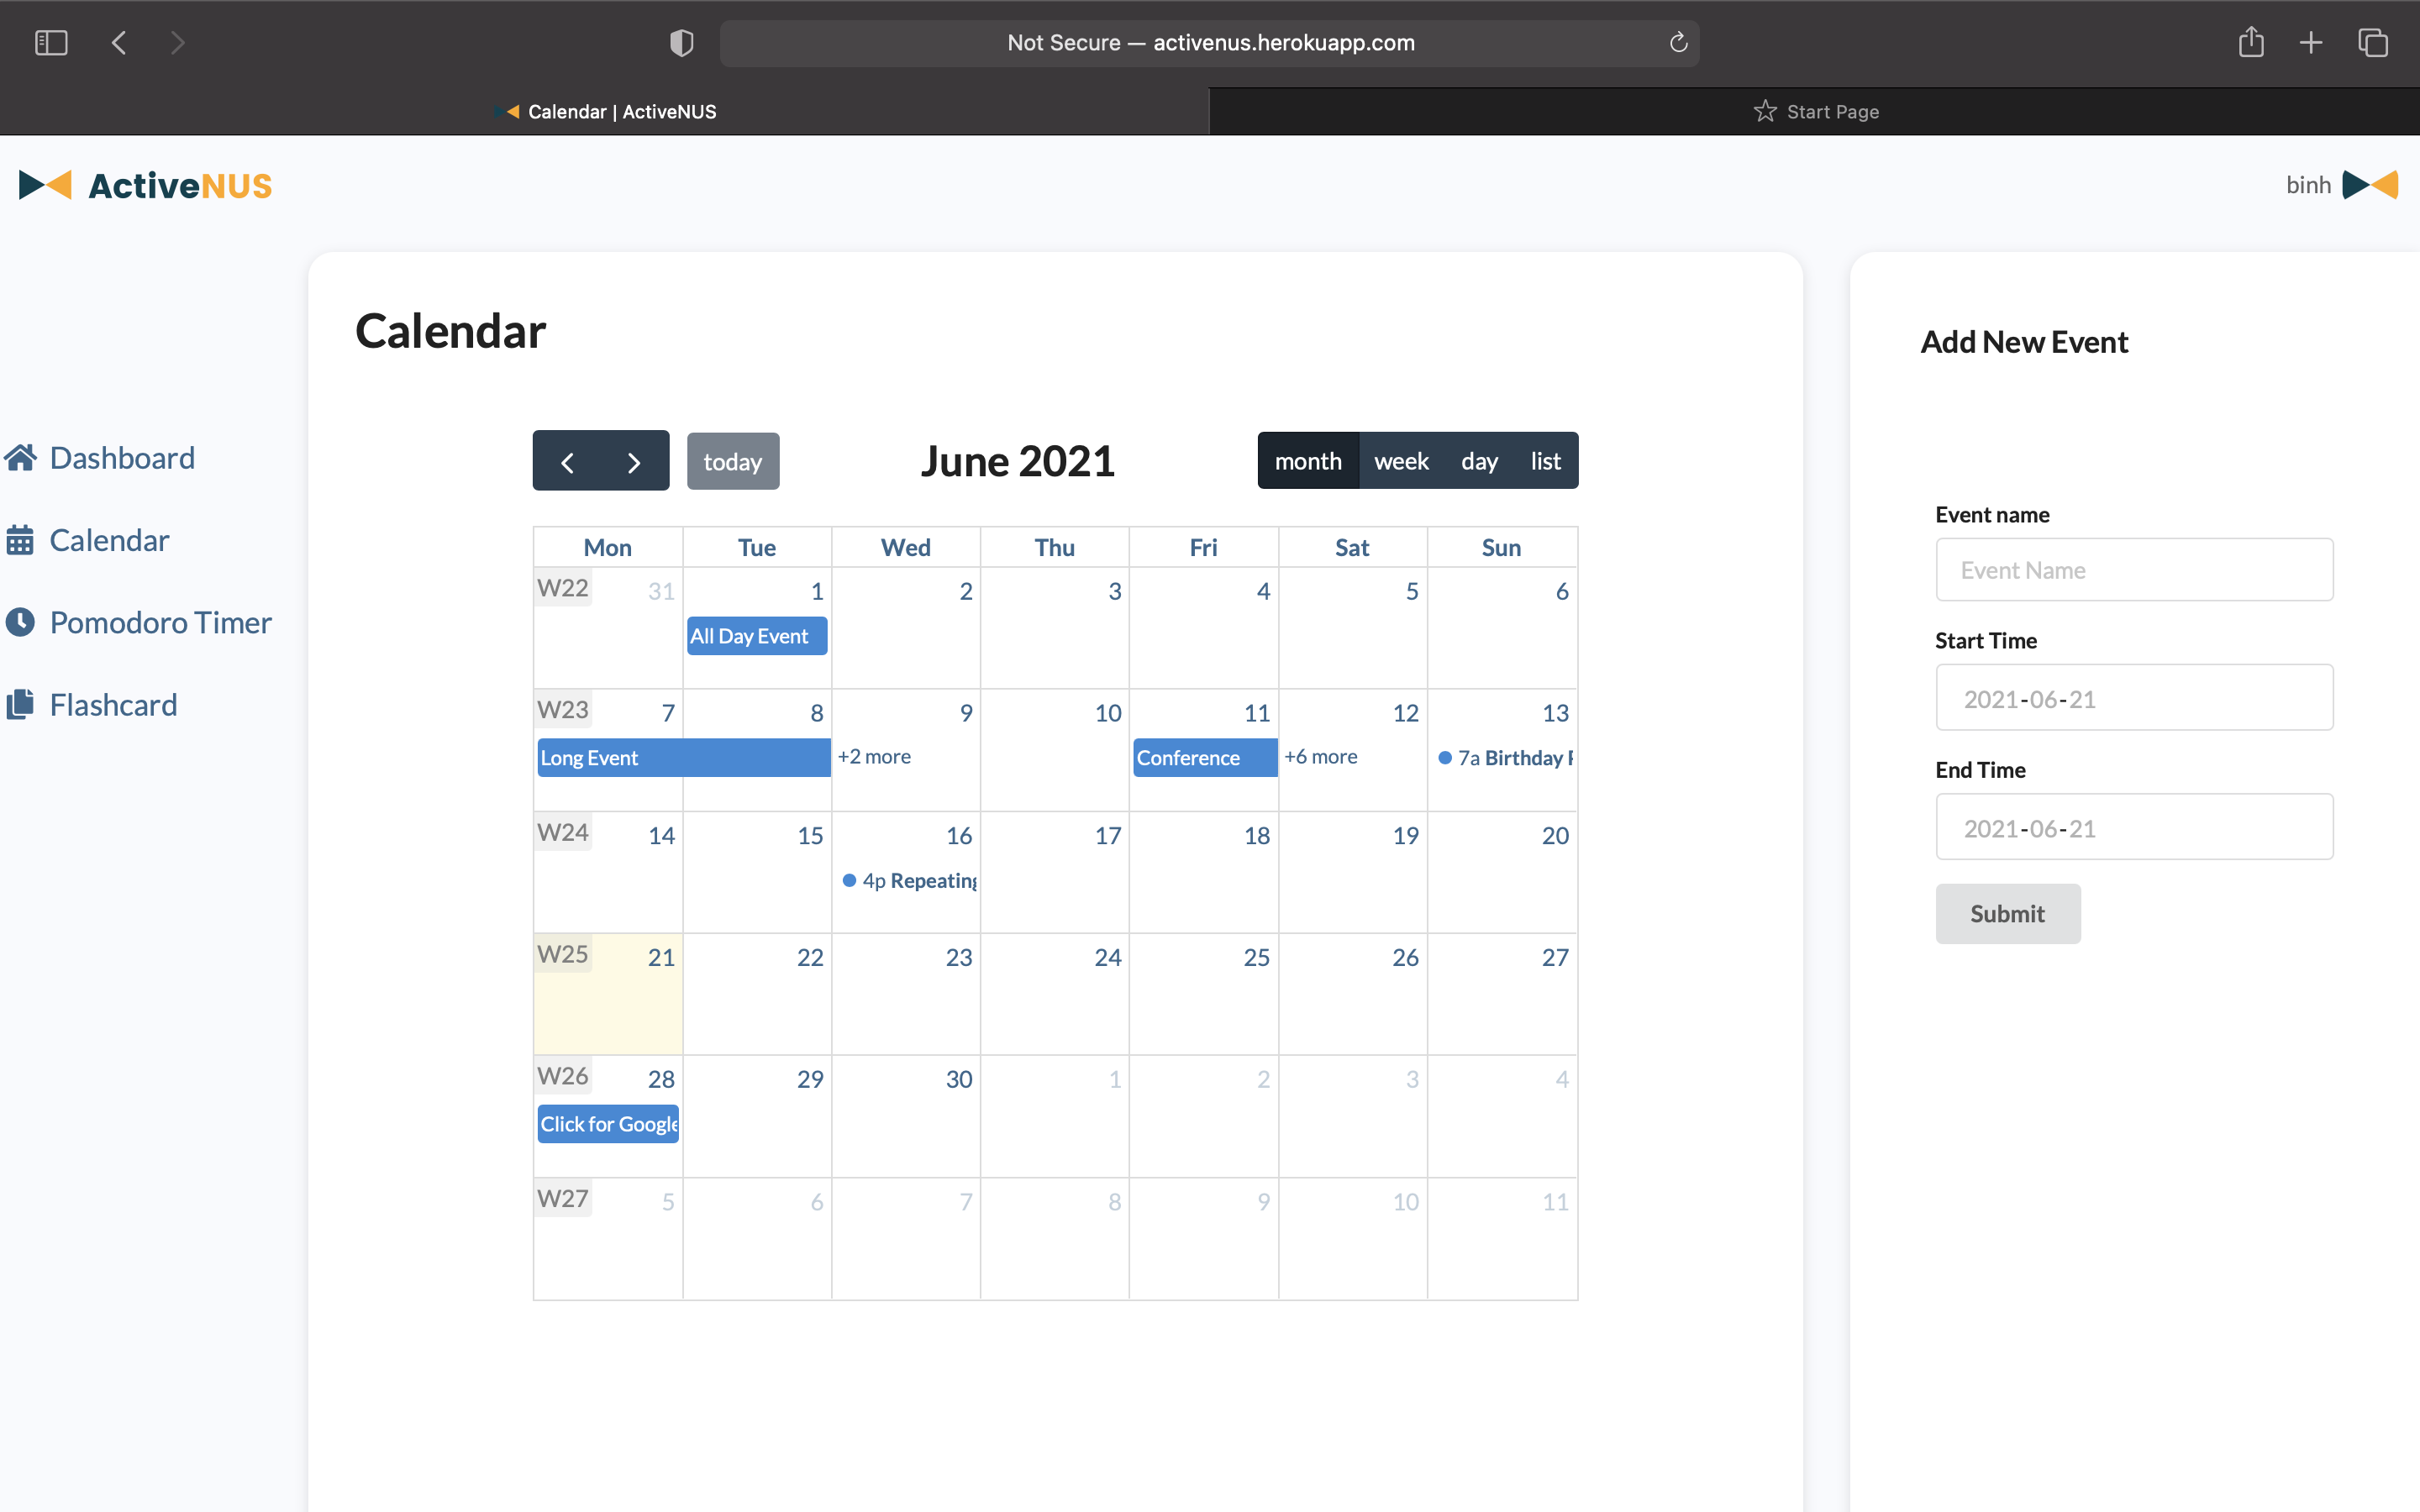 Not Secure — activenus.herokuapp.com
Calendar | ActiveNUS
Start Page
ActiveNUS
binh
Dashboard
Calendar
Pomodoro Timer
Flashcard
Calendar
today
June 2021
month week day list
Mon Tue Wed Thu Fri Sat Sun
W22 31 1 2 3 4 5 6
All Day Event
W23 7 8 9 10 11 12 13
Long Event +2 more Conference +6 more 7a Birthday
W24 14 15 16 17 18 19 20
4p Repeating
W25 21 22 23 24 25 26 27
W26 28 29 30 1 2 3 4
Click for Google
W27 5 6 7 8 9 10 11
Add New Event
Event name
Event Name
Start Time
2021-06-21
End Time
2021-06-21
Submit